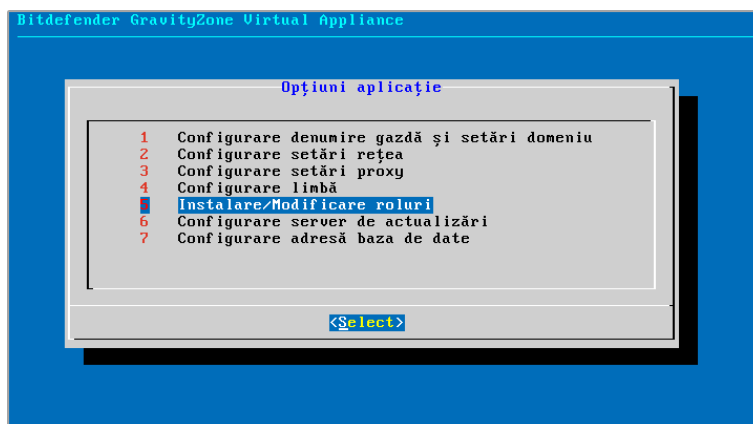 Bitdefender GravityZone Virtual Appliance
Opțiuni aplicație
1 Configurare denumire gazdă și setări domeniu
2 Configurare setări rețea
3 Configurare setări proxy
4 Configurare limbă
5 Instalare/Modificare roluri
6 Configurare server de actualizări
7 Configurare adresă baza de date
<Select>